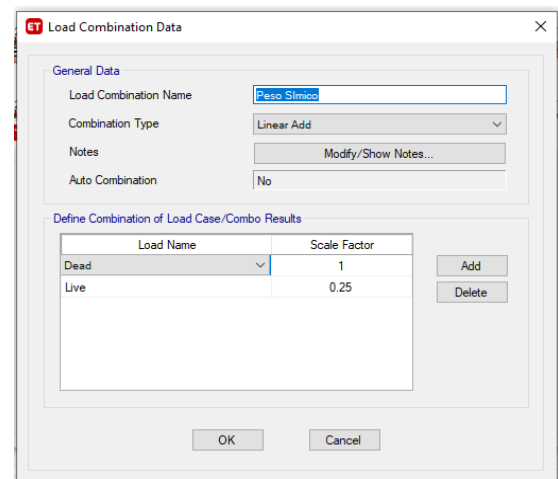 ET Load Combination Data
General Data
Load Combination Name Peso SImico
Combination Type Linear Add
Notes Modify/Show Notes...
Auto Combination No
Define Combination of Load Case/Combo Results
Load Name Scale Factor
Dead 1 Add
Live 0.25 Delete
OK Cancel